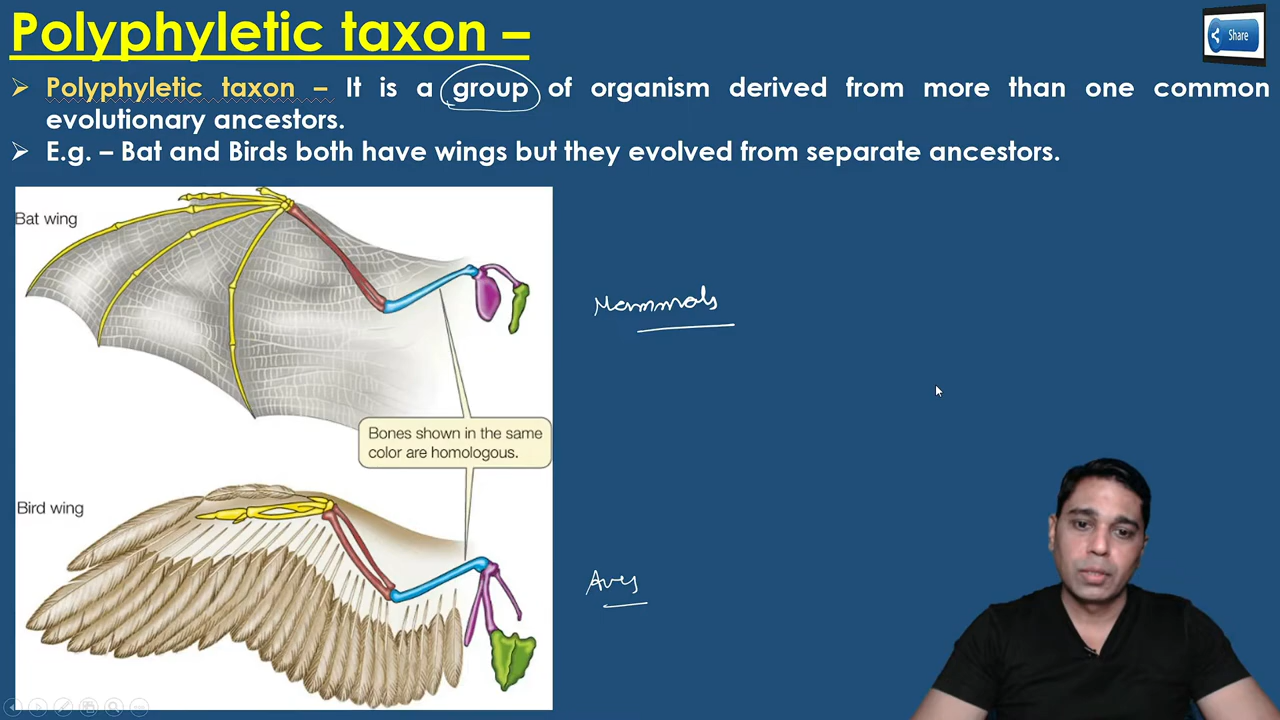 Polyphyletic taxon –
Share
➢ Polyphyletic taxon – It is a group of organism derived from more than one common
evolutionary ancestors.
➢ E.g. – Bat and Birds both have wings but they evolved from separate ancestors.
Bat wing
Mammals
Bones shown in the same
color are homologous.
Bird wing
Aves